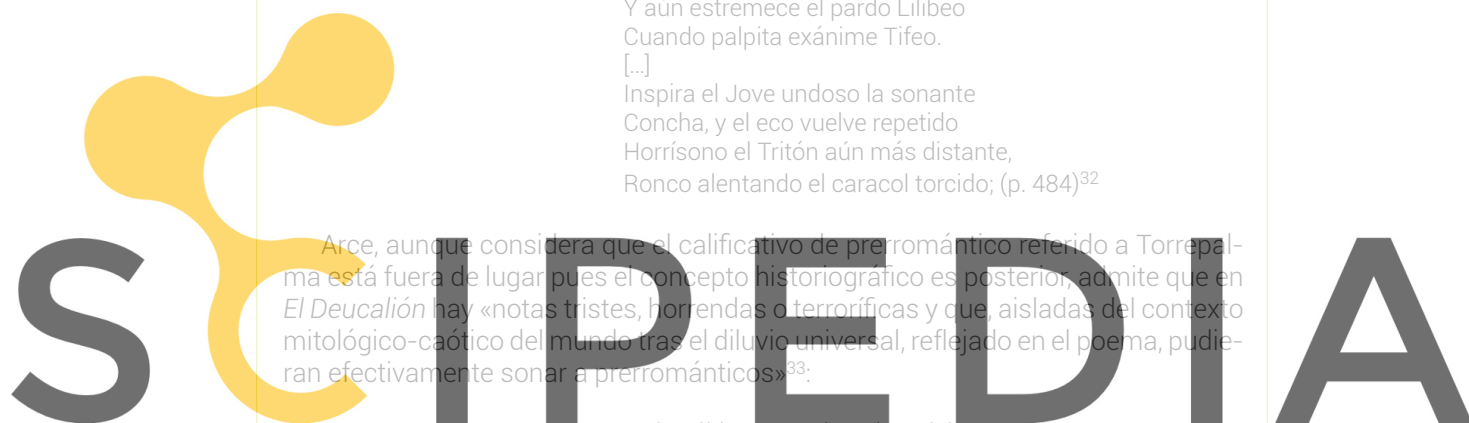 Y aún estremece el pardo Lilibeo
Cuando palpita exánime Tifeo.
[...]
Inspira el Jove undoso la sonante
Concha, y el eco vuelve repetido
Horrísono el Tritón aún más distante,
Ronco alentando el caracol torcido; (p. 484)32
Arce, aunque considera que el calificativo de prerromántico referido a Torrepal-
ma está fuera de lugar pues el concepto historiográfico es posterior, admite que en
El Deucalión hay «notas tristes, horrendas o terroríficas y que, aisladas del contexto
mitológico-caótico del mundo tras el diluvio universal, reflejado en el poema, pudie-
ran efectivamente sonar a prerrománticos»33:
SCIPEDIA